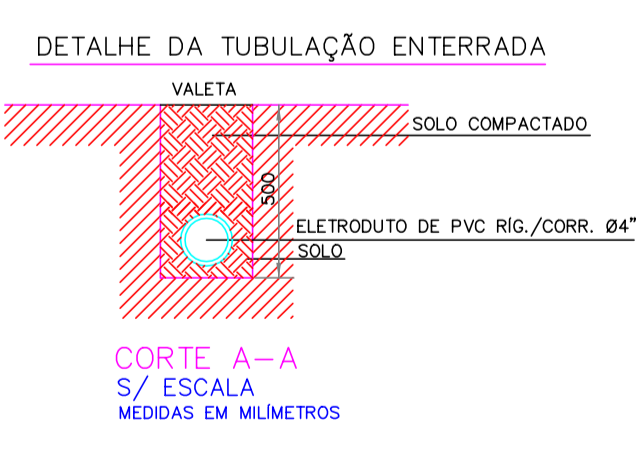 DETALHE DA TUBULAÇÃO ENTERRADA
VALETA
SOLO COMPACTADO
500
ELETRODUTO DE PVC RÍG./CORR. Ø4"
SOLO
CORTE A-A
S/ ESCALA
MEDIDAS EM MILÍMETROS